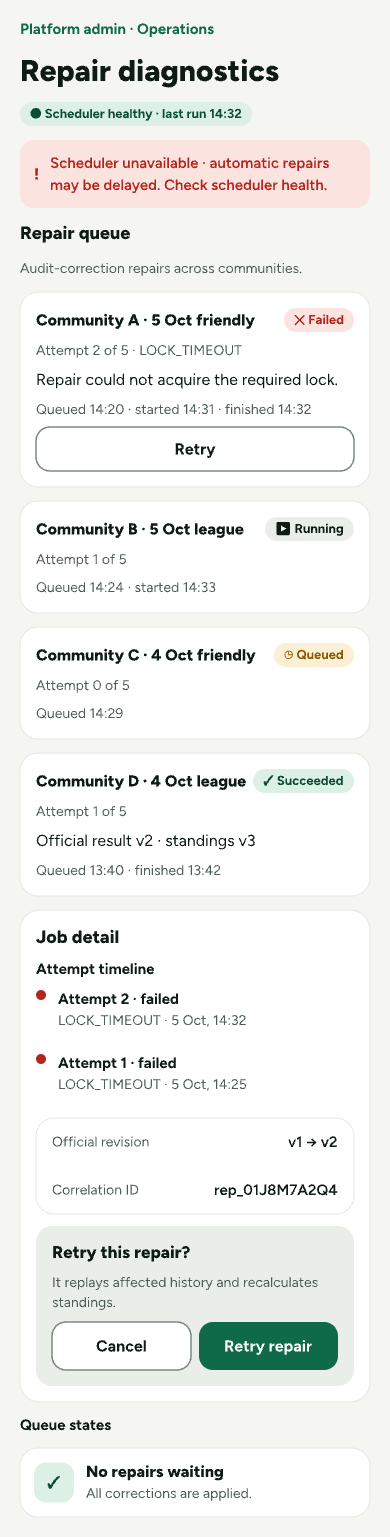 Platform admin · Operations
Repair diagnostics
Scheduler healthy · last run 14:32
! Scheduler unavailable · automatic repairs
may be delayed. Check scheduler health.
Repair queue
Audit-correction repairs across communities.
Community A · 5 Oct friendly
Failed
Attempt 2 of 5 · LOCK_TIMEOUT
Repair could not acquire the required lock.
Queued 14:20 · started 14:31 · finished 14:32
Retry
Community B · 5 Oct league
Running
Attempt 1 of 5
Queued 14:24 · started 14:33
Community C · 4 Oct friendly
Queued
Attempt 0 of 5
Queued 14:29
Community D · 4 Oct league
✓ Succeeded
Attempt 1 of 5
Official result v2 · standings v3
Queued 13:40 · finished 13:42
Job detail
Attempt timeline
Attempt 2 · failed
LOCK_TIMEOUT · 5 Oct, 14:32
Attempt 1 · failed
LOCK_TIMEOUT · 5 Oct, 14:25
Official revision
v1 → v2
Correlation ID
rep_01J8M7A2Q4
Retry this repair?
It replays affected history and recalculates
standings.
Cancel
Retry repair
Queue states
✓
No repairs waiting
All corrections are applied.